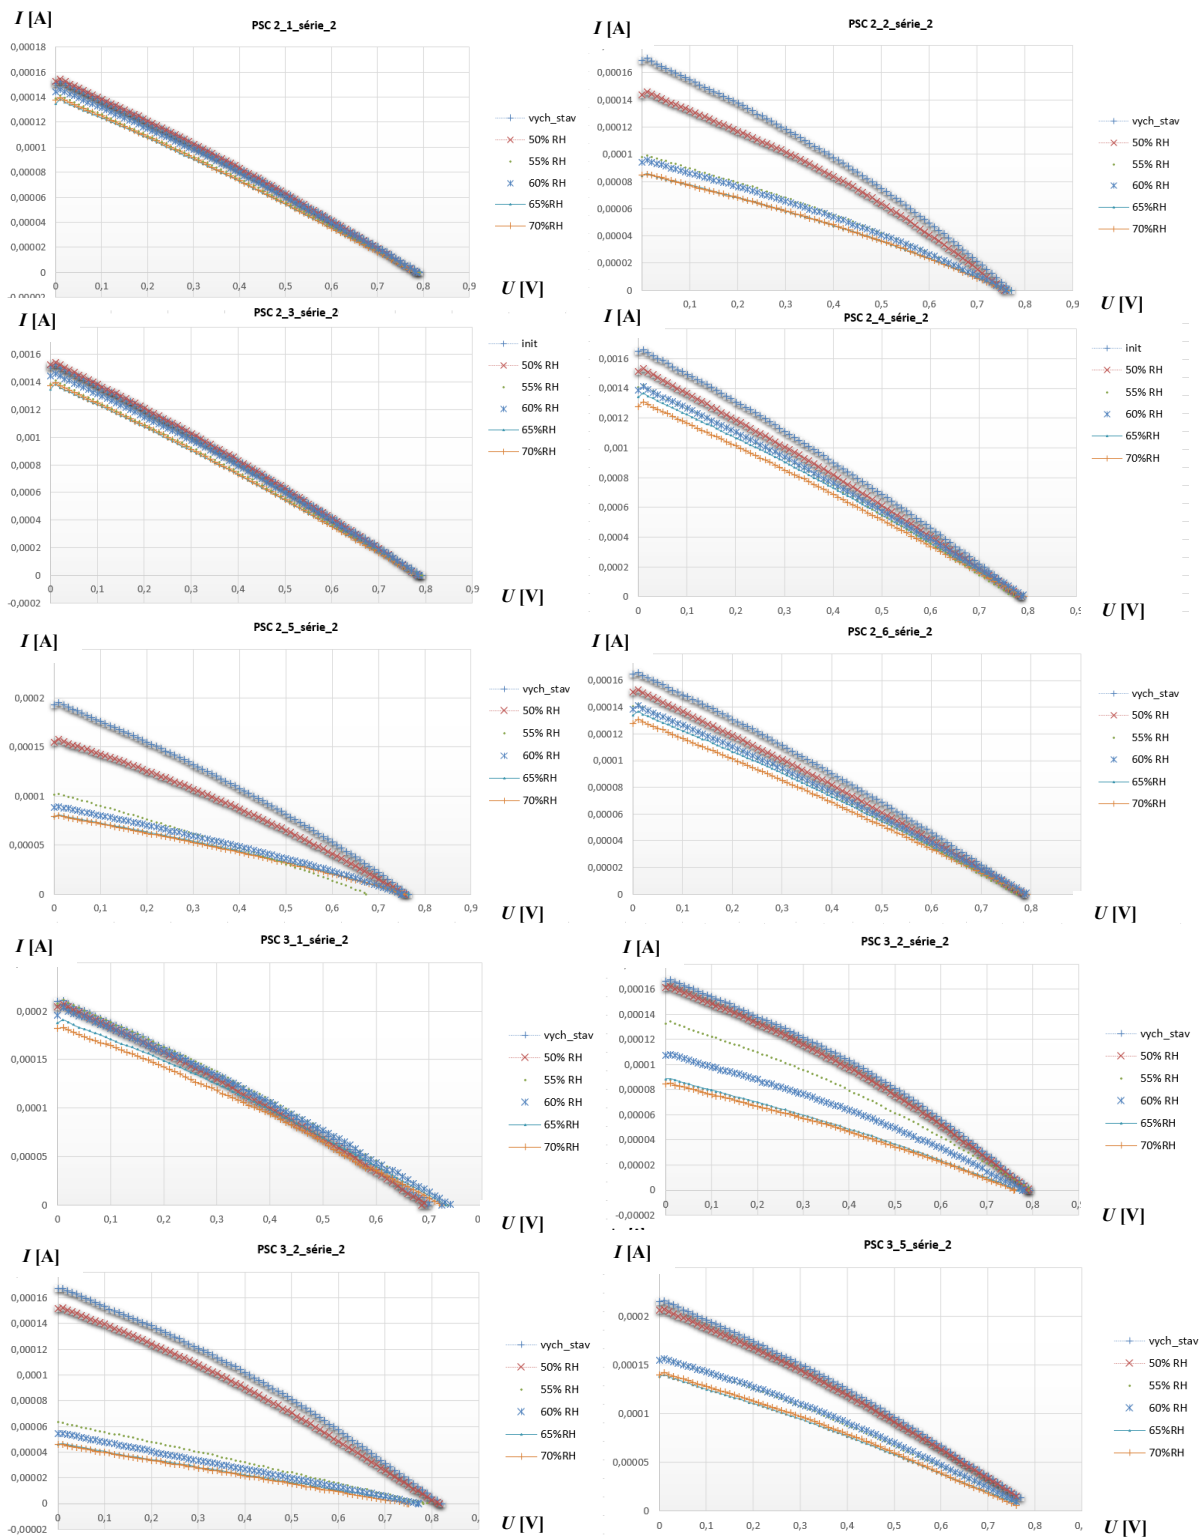 I [A]
PSC 2_1_série_2
0,00018
0,00016
0,00014
0,00012
0,0001
0,00008
0,00006
0,00004
0,00002
0
-0,00002
0
0,1
0,2
0,3
0,4
0,5
0,6
0,7
0,8
0,9
U [V]
vych_stav
50% RH
55% RH
60% RH
65%RH
70%RH
I [A]
PSC 2_2_série_2
0,00016
0,00014
0,00012
0,0001
0,00008
0,00006
0,00004
0,00002
0
0,1
0,2
0,3
0,4
0,5
0,6
0,7
0,8
0,9
U [V]
vych_stav
50% RH
55% RH
60% RH
65%RH
70%RH
I [A]
PSC 2_3_série_2
0,0016
0,0014
0,0012
0,001
0,0008
0,0006
0,0004
0,0002
0
-0,0002
0
0,1
0,2
0,3
0,4
0,5
0,6
0,7
0,8
0,9
U [V]
init
50% RH
55% RH
60% RH
65%RH
70%RH
I [A]
PSC 2_4_série_2
0,0016
0,0014
0,0012
0,001
0,0008
0,0006
0,0004
0,0002
0
0
0,1
0,2
0,3
0,4
0,5
0,6
0,7
0,8
U [V]
init
50% RH
55% RH
60% RH
65%RH
70%RH
I [A]
PSC 2_5_série_2
0,0002
0,00015
0,0001
0,00005
0
0
0,1
0,2
0,3
0,4
0,5
0,6
0,7
0,8
0,9
U [V]
vych_stav
50% RH
55% RH
60% RH
65%RH
70%RH
PSC 2_6_série_2
I [A]
0,00016
0,00014
0,00012
0,0001
0,00008
0,00006
0,00004
0,00002
0
0
0,1
0,2
0,3
0,4
0,5
0,6
0,7
0,8
U [V]
vych_stav
50% RH
55% RH
60% RH
65%RH
70%RH
I [A]
PSC 3_1_série_2
0,0002
0,00015
0,0001
0,00005
0
0
0,1
0,2
0,3
0,4
0,5
0,6
0,7
U [V]
vych_stav
50% RH
55% RH
60% RH
65%RH
70%RH
PSC 3_2_série_2
I [A]
0,00016
0,00014
0,00012
0,0001
0,00008
0,00006
0,00004
0,00002
0
-0,00002
0
0,1
0,2
0,3
0,4
0,5
0,6
0,7
0,8
U [V]
vych_stav
50% RH
55% RH
60% RH
65%RH
70%RH
I [A]
PSC 3_2_série_2
0,00016
0,00014
0,00012
0,0001
0,00008
0,00006
0,00004
0,00002
0
-0,00002
0
0,1
0,2
0,3
0,4
0,5
0,6
0,7
0,8
U [V]
vych_stav
50% RH
55% RH
60% RH
65%RH
70%RH
I [A]
PSC 3_5_série_2
0,0002
0,00015
0,0001
0,00005
0
0
0,1
0,2
0,3
0,4
0,5
0,6
0,7
0,8
U [V]
vych_stav
50% RH
55% RH
60% RH
65%RH
70%RH